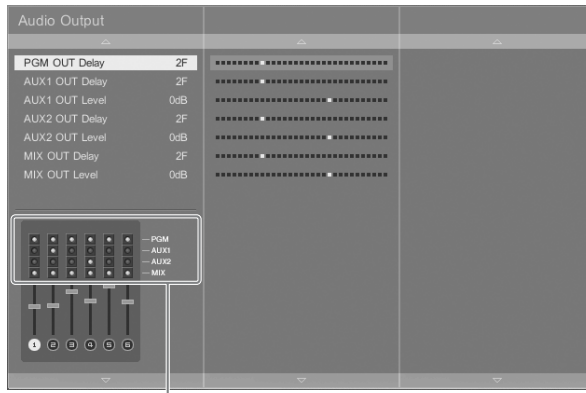 Audio Output
PGM OUT Delay 2F
AUX1 OUT Delay 2F
AUX1 OUT Level 0dB
AUX2 OUT Delay 2F
AUX2 OUT Level 0dB
MIX OUT Delay 2F
MIX OUT Level 0dB
PGM
AUX1
AUX2
MIX
1 2 3 4 5 6